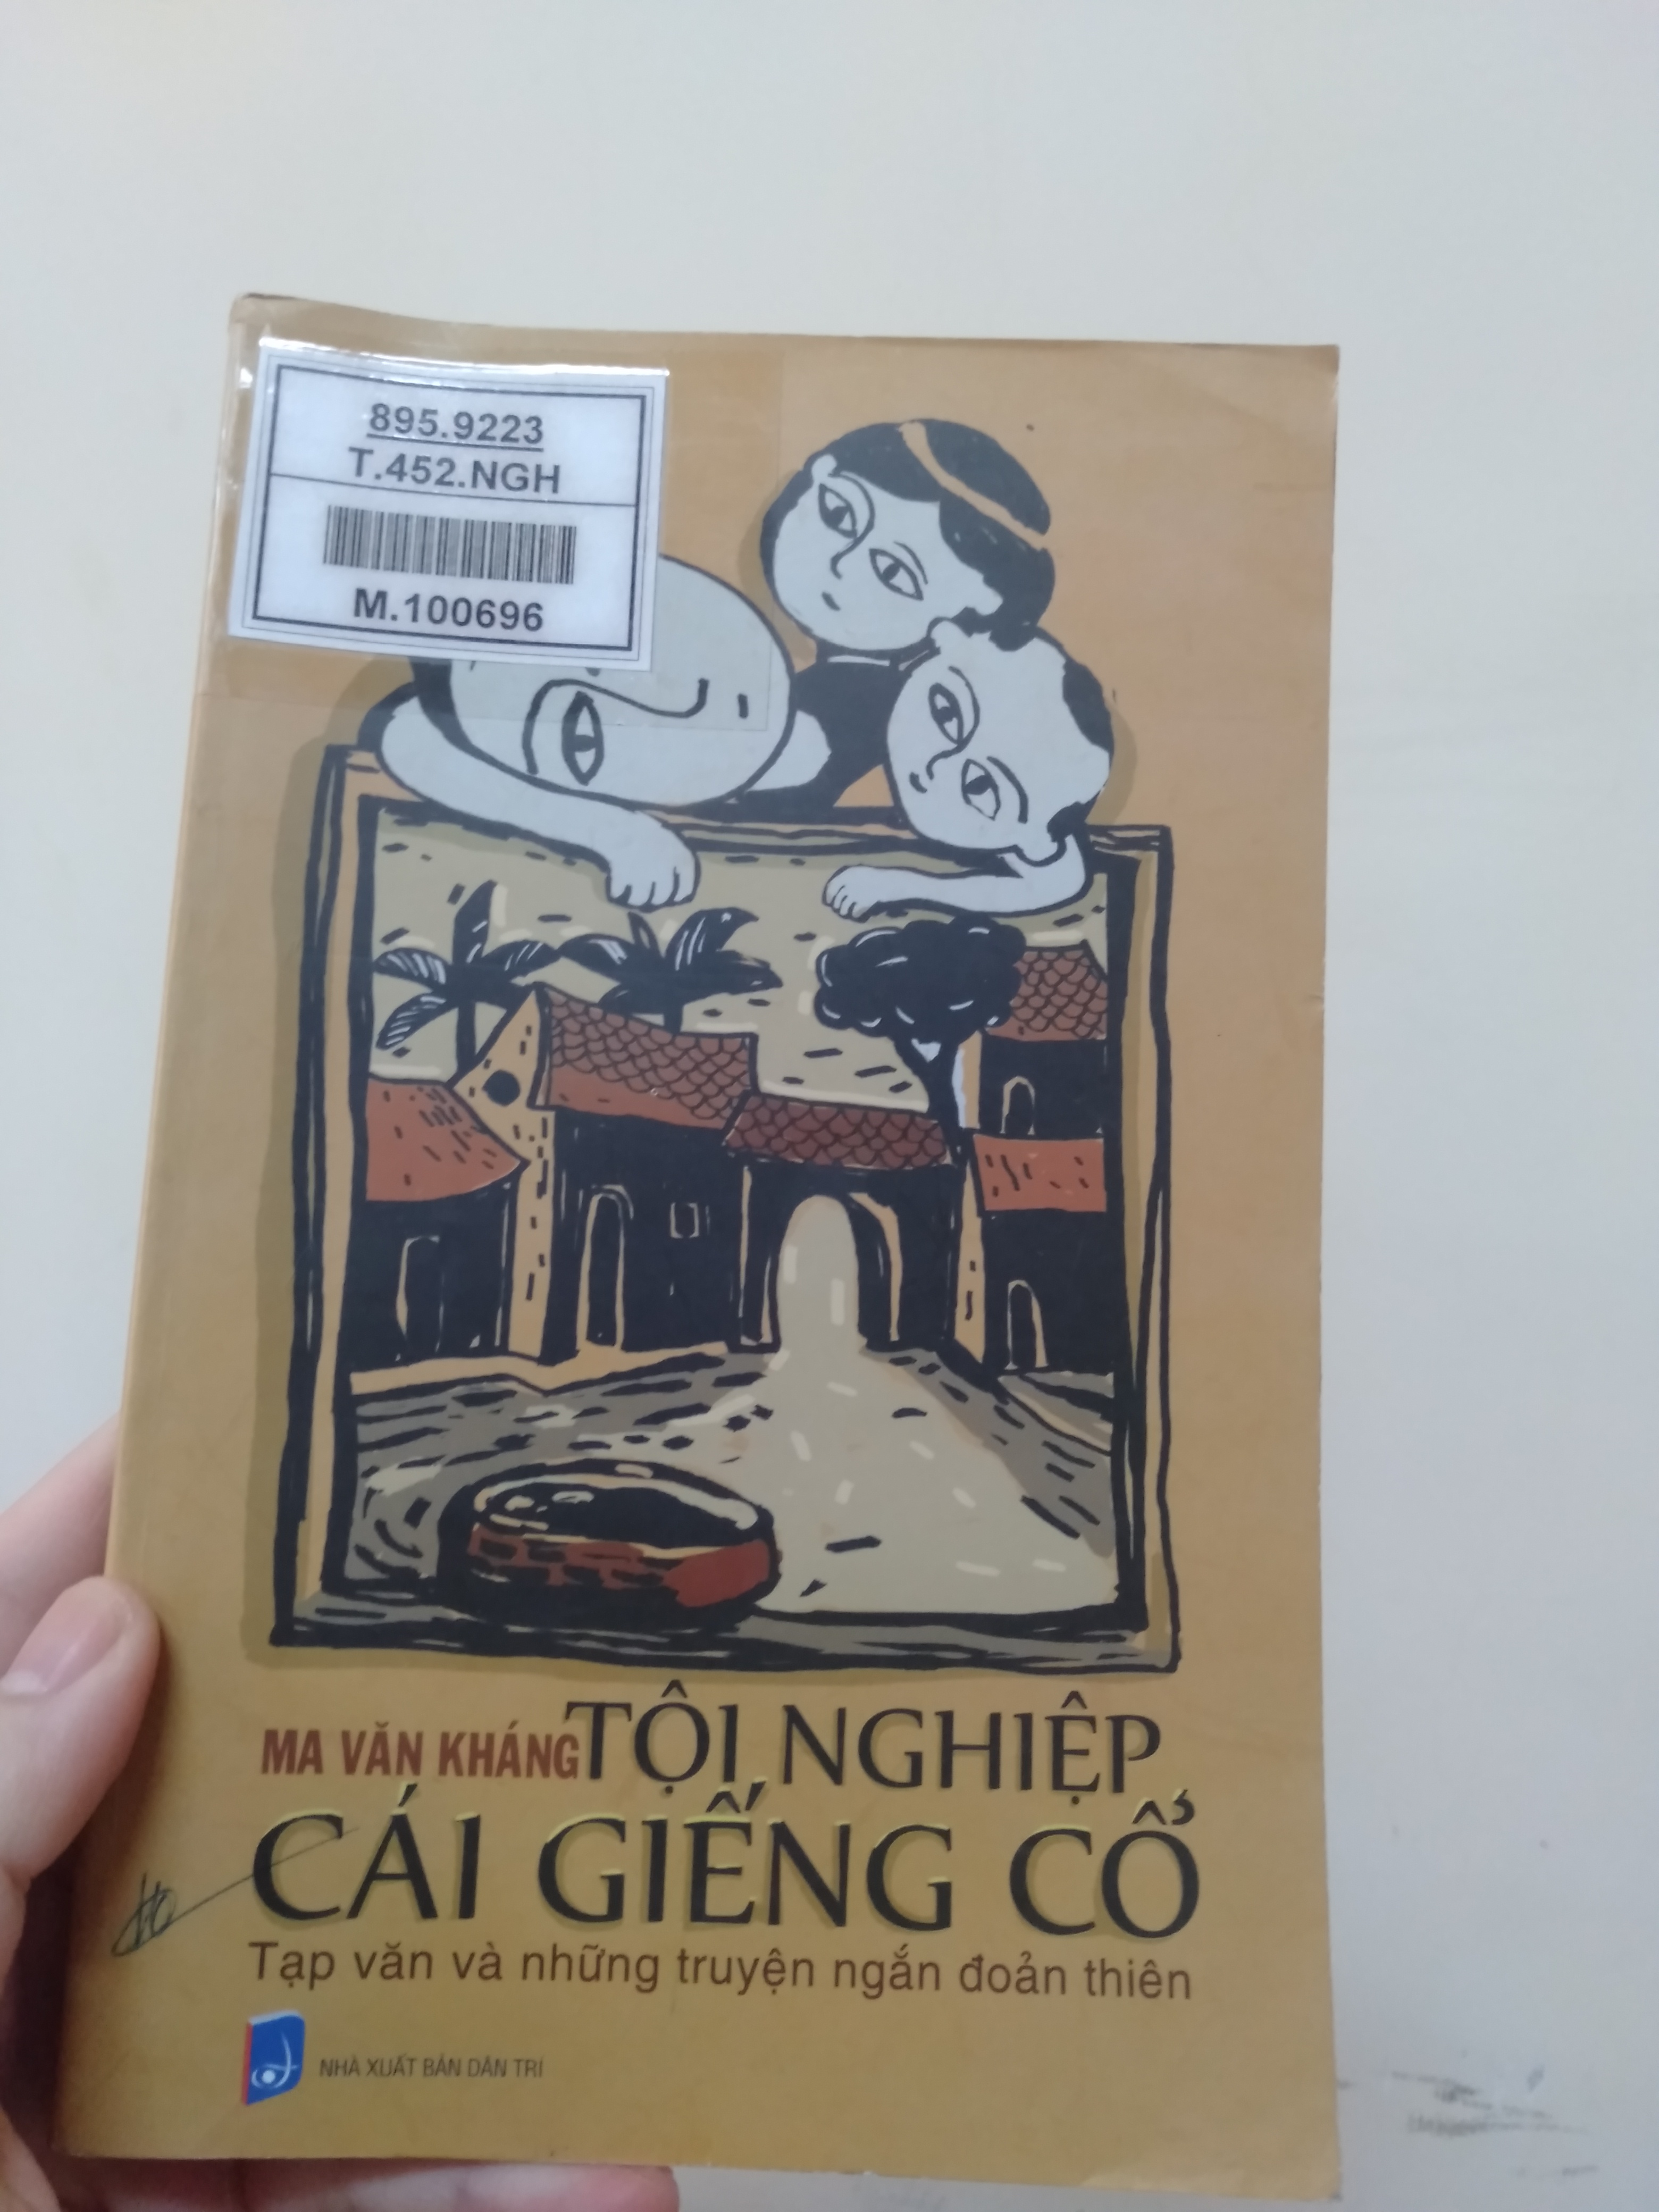 895.9223
T.452.NGH
M.100696
MA VĂN KHÁNG TỘI NGHIỆP
CÁI GIẾNG CỔ
Tạp văn và những truyện ngắn đoản thiên
NHÀ XUẤT BẢN DÂN TRÍ